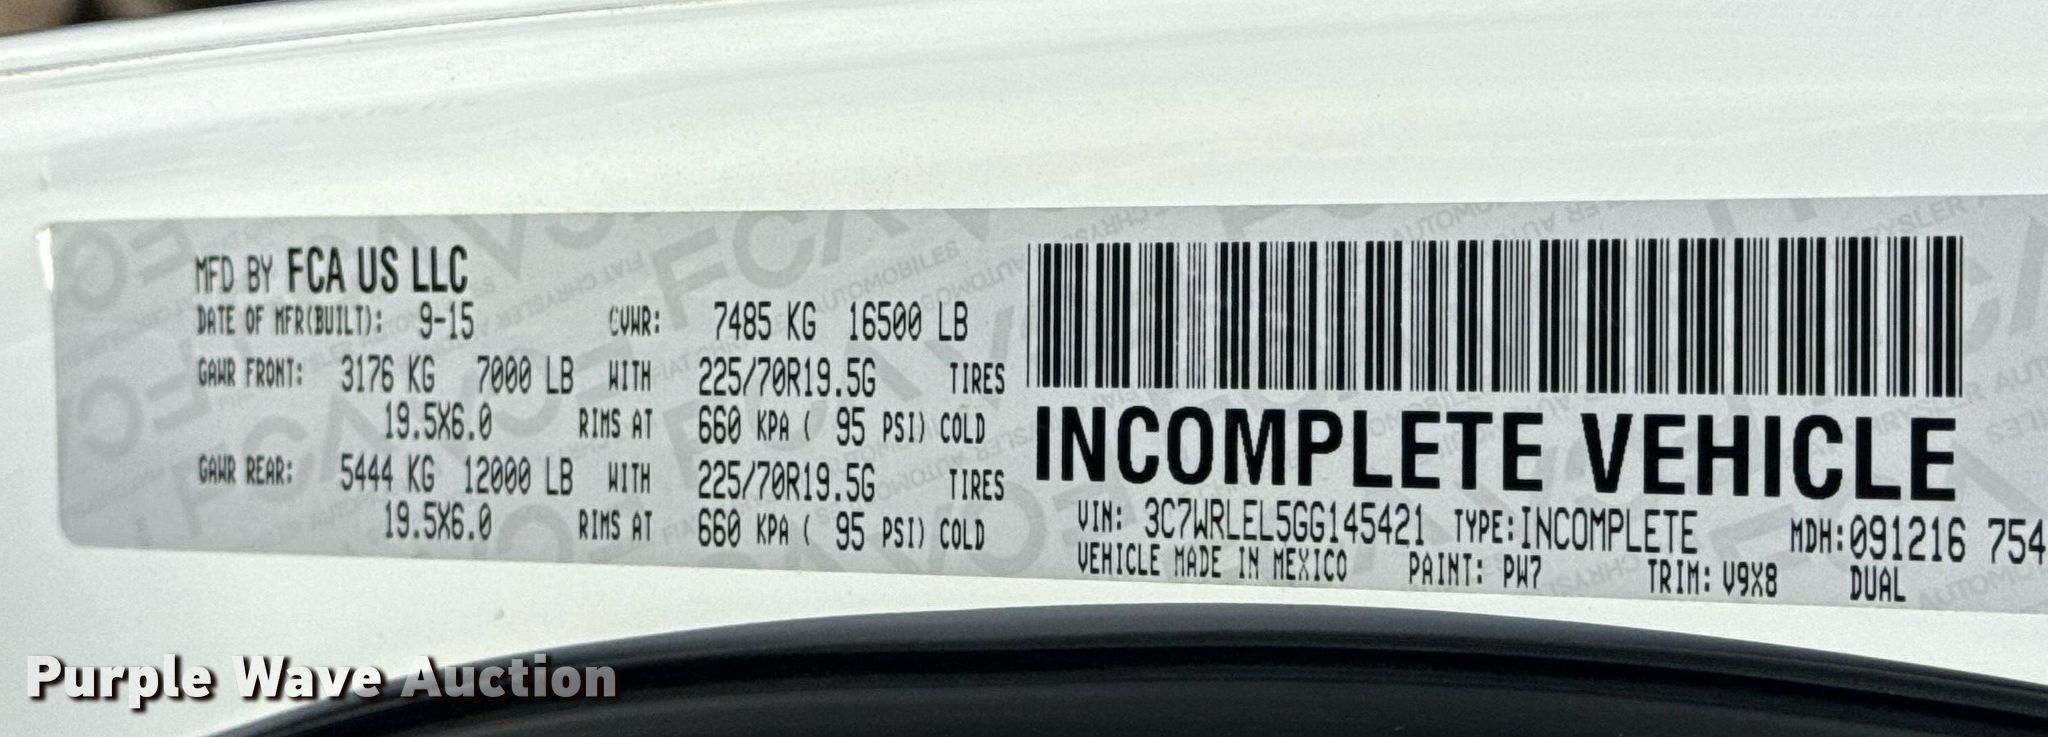 MFD BY FCA US LLC
DATE OF MFR(BUILT): 9-15 GVWR: 7485 KG 16500 LB
GAWR FRONT: 3176 KG 7000 LB WITH 225/70R19.5G TIRES
19.5X6.0 RIMS AT 660 KPA ( 95 PSI) COLD
GAWR REAR: 5444 KG 12000 LB WITH 225/70R19.5G TIRES
19.5X6.0 RIMS AT 660 KPA ( 95 PSI) COLD
INCOMPLETE VEHICLE
VIN: 3C7WRLEL5GG145421 TYPE: INCOMPLETE MDH: 091216 754
VEHICLE MADE IN MEXICO PAINT: PW7 TRIM: V9X8 DUAL
Purple Wave Auction